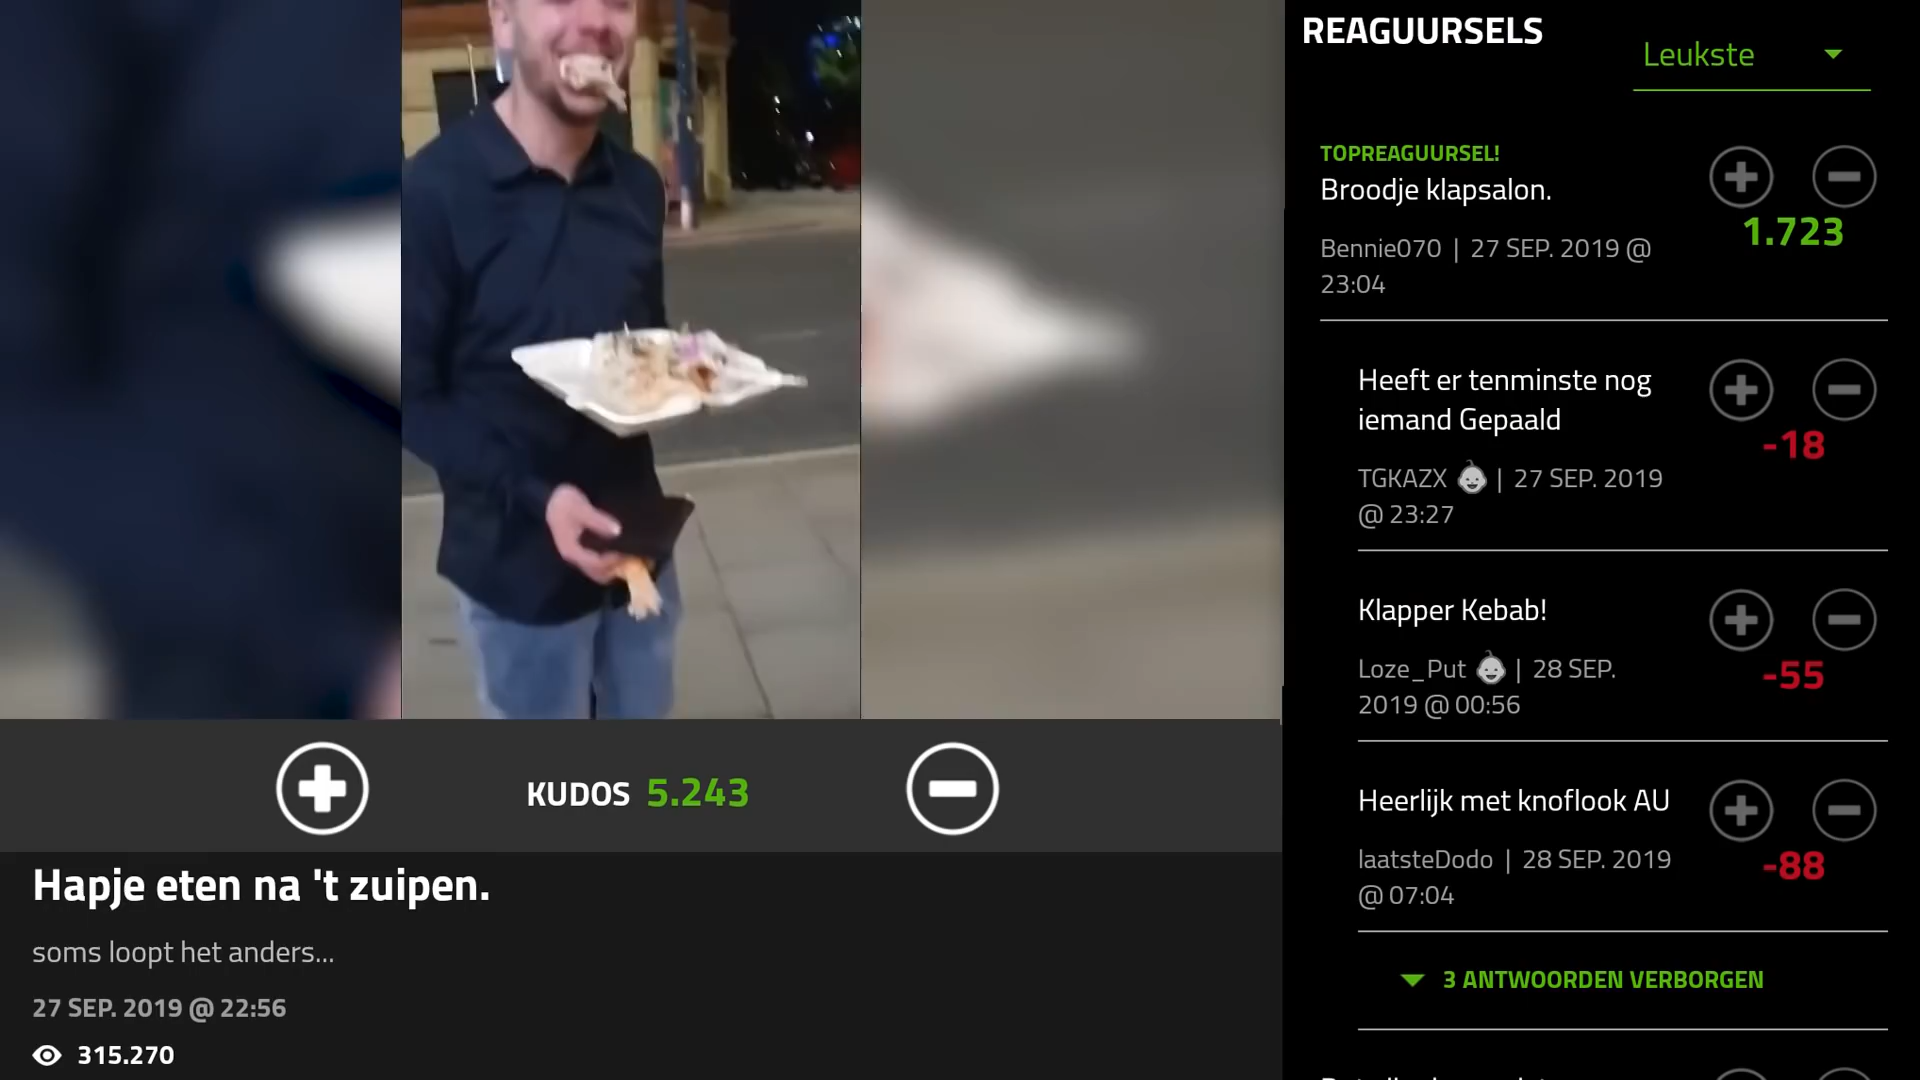 KUDOS 5.243
Hapje eten na 't zuipen.
soms loopt het anders...
27 SEP. 2019 @ 22:56
315.270
REAGUURSELS
Leukste
TOPREAGUURSEL!
Broodje klapsalon.
1.723
Bennie070 | 27 SEP. 2019 @
23:04
Heeft er tenminste nog
iemand Gepaald
-18
TGKAZX | 27 SEP. 2019
@ 23:27
Klapper Kebab!
-55
Loze_Put | 28 SEP.
2019 @ 00:56
Heerlijk met knoflook AU
-88
laatsteDodo | 28 SEP. 2019
@ 07:04
3 ANTWOORDEN VERBORGEN